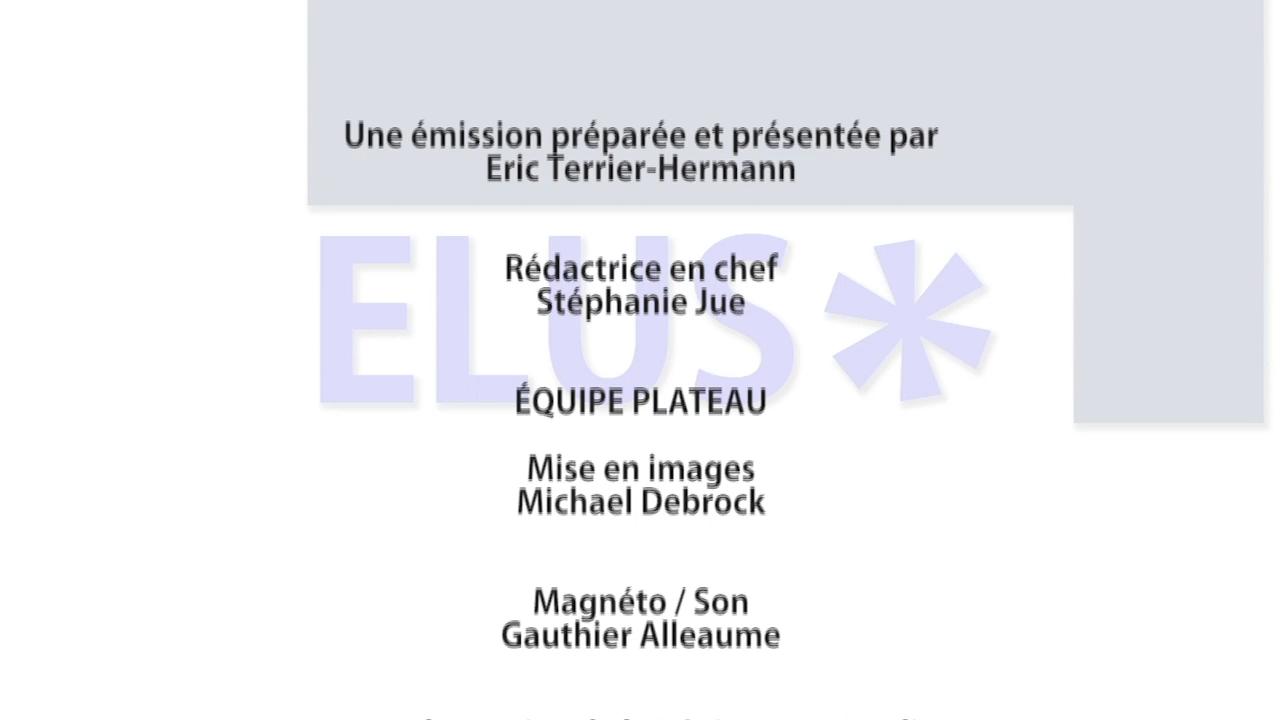 Une émission préparée et présentée par
Eric Terrier-Hermann
Rédactrice en chef
Stéphanie Jue
ELUS*
ÉQUIPE PLATEAU
Mise en images
Michael Debrock
Magnéto / Son
Gauthier Alleaume